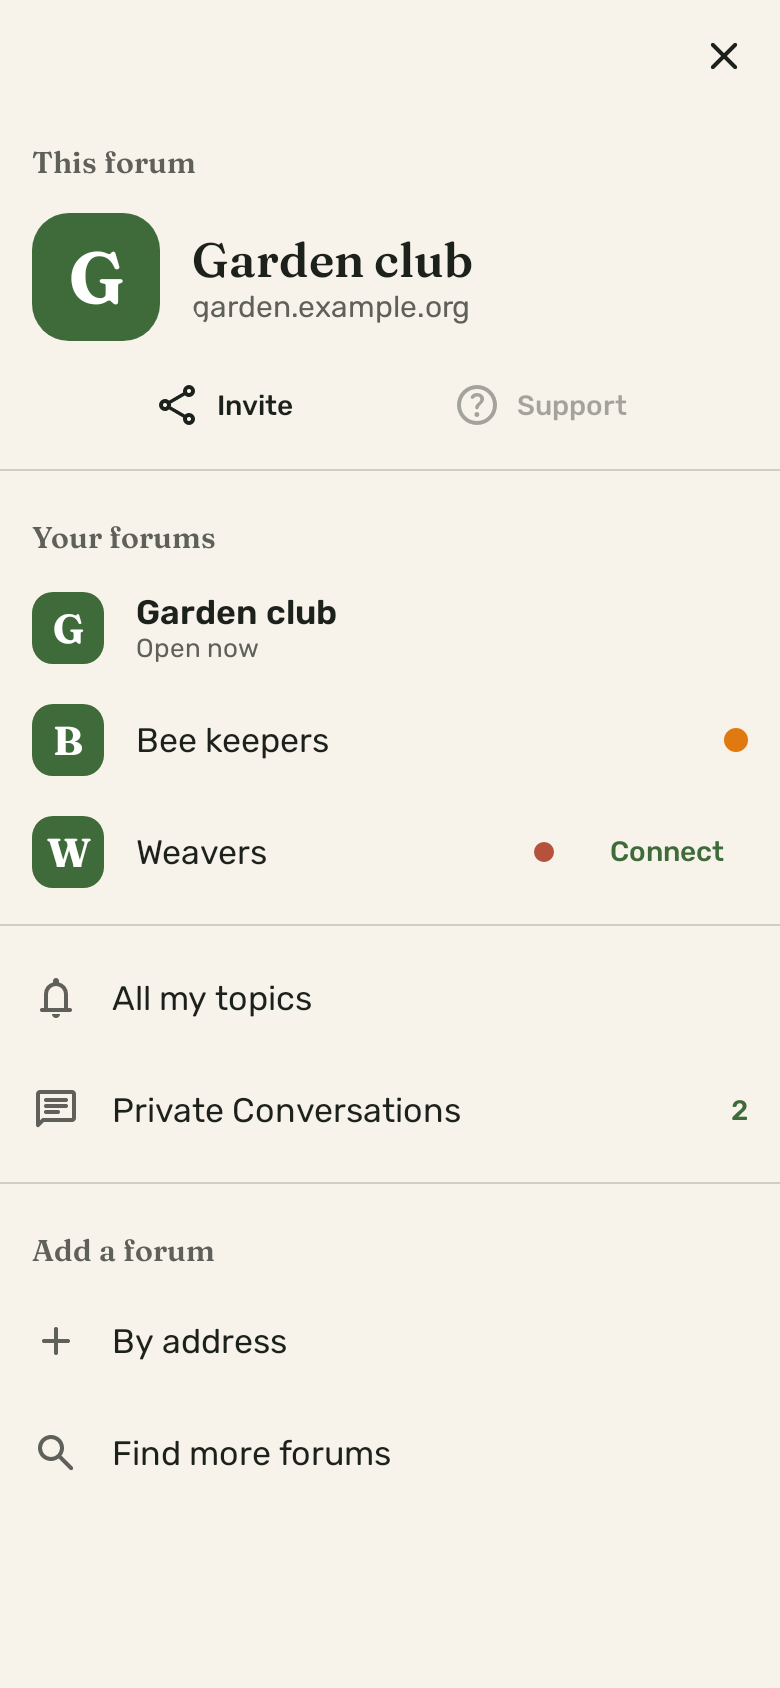 This forum
G
Garden club
garden.example.org
Invite
Support
Your forums
G
Garden club
Open now
B
Bee keepers
W
Weavers
Connect
All my topics
Private Conversations
2
Add a forum
By address
Find more forums